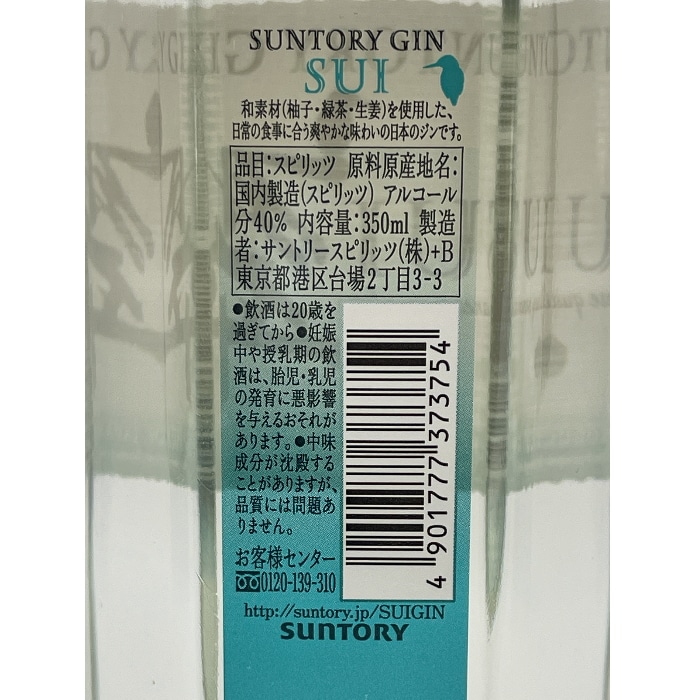 SUNTORY GIN
SUI
和素材(柚子・緑茶・生姜)を使用した、
日常の食事に合う爽やかな味わいの日本のジンです。
品目:スピリッツ 原料原産地名:
国内製造(スピリッツ) アルコール
分40% 内容量:350ml 製造
者:サントリースピリッツ(株)+B
東京都港区台場2丁目3-3
●飲酒は20歳を
過ぎてから●妊娠
中や授乳期の飲
酒は、胎児・乳児
の発育に悪影響
を与えるおそれが
あります。●中味
成分が沈殿する
ことがありますが、
品質には問題あ
りません。
お客様センター
0120-139-310
4 901777 373754
http://suntory.jp/SUIGIN
SUNTORY